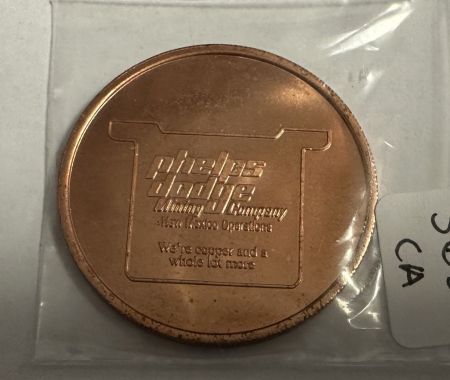 phelps
dodge
Mining Company
New Mexico Operations
We're copper and a
whole lot more
CA